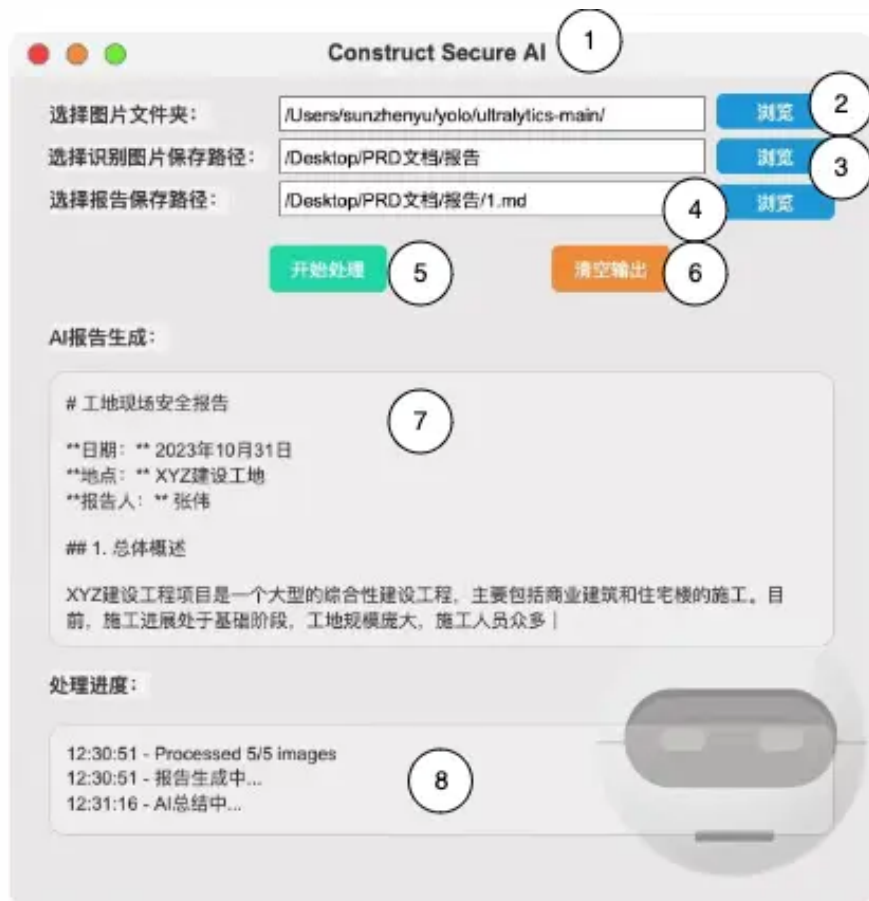 Construct Secure AI 1
选择图片文件夹: /Users/sunzhenyu/yolo/ultralytics-main/ 浏览 2
选择识别图片保存路径: /Desktop/PRD文档/报告 浏览 3
选择报告保存路径: /Desktop/PRD文档/报告/1.md 4 浏览
开始处理 5 清空输出 6
AI报告生成:
# 工地现场安全报告 7
**日期：** 2023年10月31日
**地点：** XYZ建设工地
**报告人：** 张伟
## 1. 总体概述
XYZ建设工程项目是一个大型的综合性建设工程，主要包括商业建筑和住宅楼的施工。目
前，施工进展处于基础阶段，工地规模庞大，施工人员众多
处理进度:
12:30:51 - Processed 5/5 images
12:30:51 - 报告生成中... 8
12:31:16 - AI总结中...